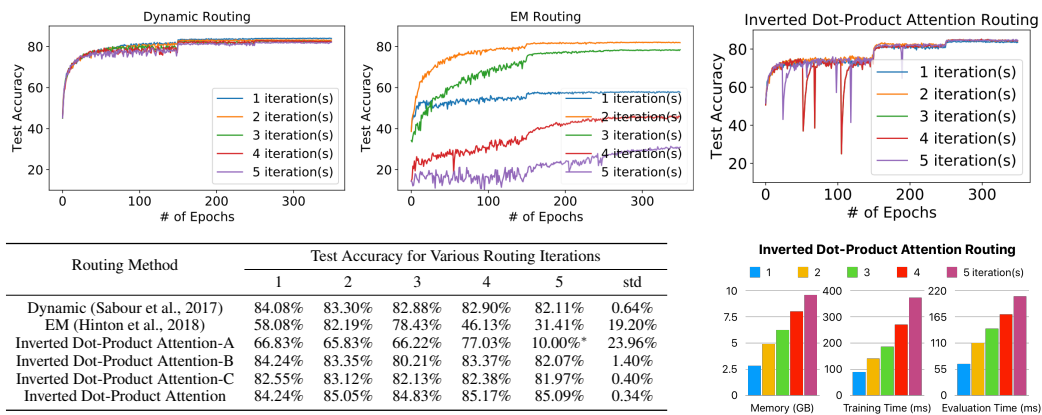 Dynamic Routing
Test Accuracy
80
60
40
20
0 100 200 300
# of Epochs
1 iteration(s)
2 iteration(s)
3 iteration(s)
4 iteration(s)
5 iteration(s)
EM Routing
Test Accuracy
80
60
40
20
0 100 200 300
# of Epochs
1 iteration(s)
2 iteration(s)
3 iteration(s)
4 iteration(s)
5 iteration(s)
Inverted Dot-Product Attention Routing
Test Accuracy
80
60
40
20
0 100 200 300
# of Epochs
1 iteration(s)
2 iteration(s)
3 iteration(s)
4 iteration(s)
5 iteration(s)
Routing Method Test Accuracy for Various Routing Iterations
1 2 3 4 5 std
Dynamic (Sabour et al., 2017) 84.08% 83.30% 82.88% 82.90% 82.11% 0.64%
EM (Hinton et al., 2018) 58.08% 82.19% 78.43% 46.13% 31.41% 19.20%
Inverted Dot-Product Attention-A 66.83% 65.83% 66.22% 77.03% 10.00%* 23.96%
Inverted Dot-Product Attention-B 84.24% 83.35% 80.21% 83.37% 82.07% 1.40%
Inverted Dot-Product Attention-C 82.55% 83.12% 82.13% 82.38% 81.97% 0.40%
Inverted Dot-Product Attention 84.24% 85.05% 84.83% 85.17% 85.09% 0.34%
Inverted Dot-Product Attention Routing
1 2 3 4 5 iteration(s)
10
7.5
5
2.5
0
Memory (GB)
400
300
200
100
0
Training Time (ms)
220
165
110
55
0
Evaluation Time (ms)